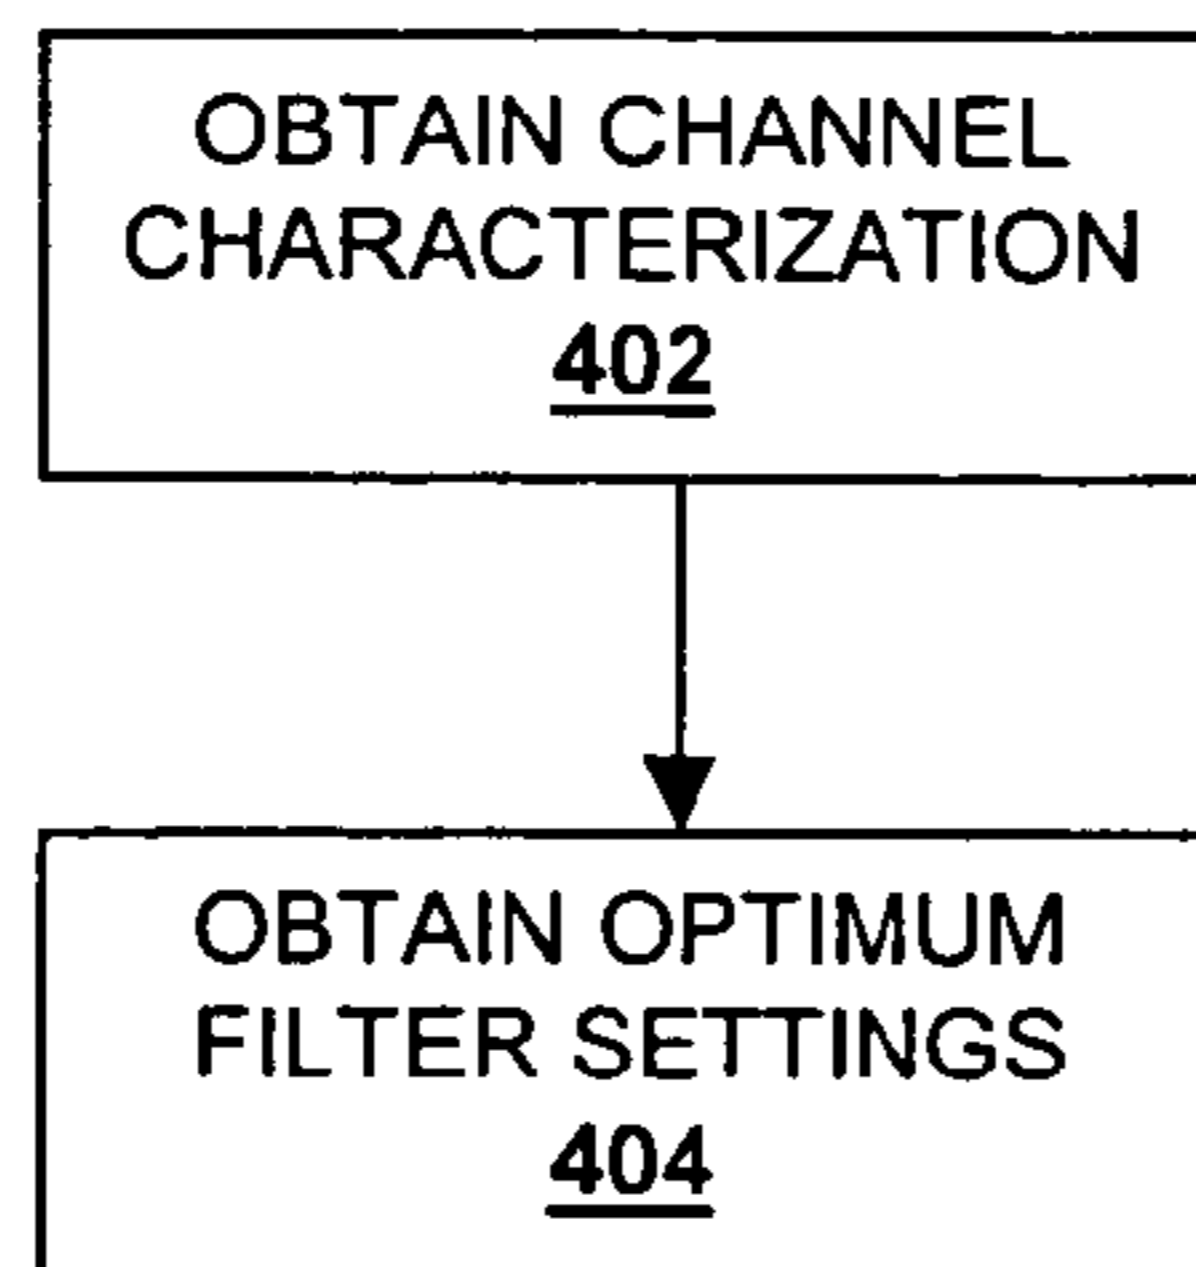 OBTAIN CHANNEL
CHARACTERIZATION
402
OBTAIN OPTIMUM
FILTER SETTINGS
404